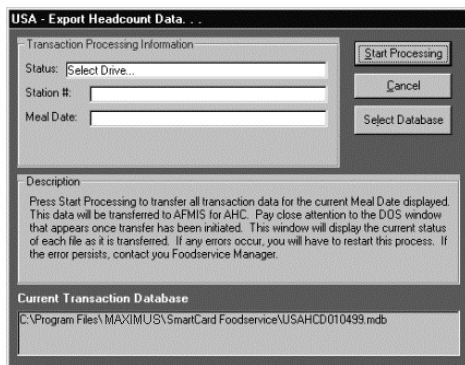 USA - Export Headcount Data. . .
Transaction Processing Information
Status: Select Drive...
Station #:
Meal Date:
Start Processing
Cancel
Select Database
Description
Press Start Processing to transfer all transaction data for the current Meal Date displayed.
This data will be transferred to AFMIS for AHC. Pay close attention to the DOS window
that appears once transfer has been initiated. This window will display the current status
of each file as it is transferred. If any errors occur, you will have to restart this process. If
the error persists, contact you Foodservice Manager.
Current Transaction Database
C:\Program Files\ MAXIMUS\SmartCard Foodservice\USAHCD010499.mdb